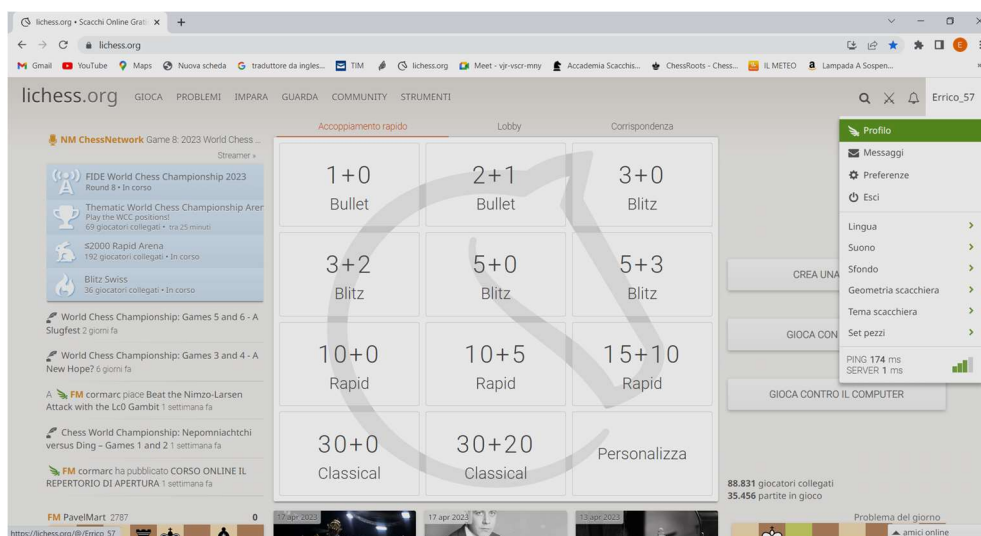 lichess.org • Scacchi Online Grat
lichess.org
Gmail YouTube Maps Nuova scheda traduttore da ingles... TIM lichess.org Meet - vjr-vscr-mny Accademia Scacchis... ChessRoots - Chess... IL METEO Lampada A Sospen...
lichess.org GIOCA PROBLEMI IMPARA GUARDA COMMUNITY STRUMENTI Errico_57
NM ChessNetwork Game 8: 2023 World Chess ...
Streamer »
FIDE World Chess Championship 2023
Round 8 • In corso
Thematic World Chess Championship Aren
Play the WCC positions!
69 giocatori collegati • tra 25 minuti
≤2000 Rapid Arena
192 giocatori collegati • In corso
Blitz Swiss
36 giocatori collegati • In corso
World Chess Championship: Games 5 and 6 - A
Slugfest 2 giorni fa
World Chess Championship: Games 3 and 4 - A
New Hope? 6 giorni fa
A FM cormarc piace Beat the Nimzo-Larsen
Attack with the Lc0 Gambit 1 settimana fa
Chess World Championship: Nepomniachtchi
versus Ding – Games 1 and 2 1 settimana fa
FM cormarc ha pubblicato CORSO ONLINE IL
REPERTORIO DI APERTURA 1 settimana fa
FM PavelMart 2787 0
https://lichess.org/@/Errico_57
Accoppiamento rapido Lobby Corrispondenza
1+0 2+1 3+0
Bullet Bullet Blitz
3+2 5+0 5+3
Blitz Blitz Blitz
10+0 10+5 15+10
Rapid Rapid Rapid
30+0 30+20 Personalizza
Classical Classical
17 apr 2023 17 apr 2023 13 apr 2023
CREA UNA
GIOCA CON
GIOCA CONTRO IL COMPUTER
88.831 giocatori collegati
35.456 partite in gioco
Problema del giorno
amici online
Profilo
Messaggi
Preferenze
Esci
Lingua
Suono
Sfondo
Geometria scacchiera
Tema scacchiera
Set pezzi
PING 174 ms
SERVER 1 ms